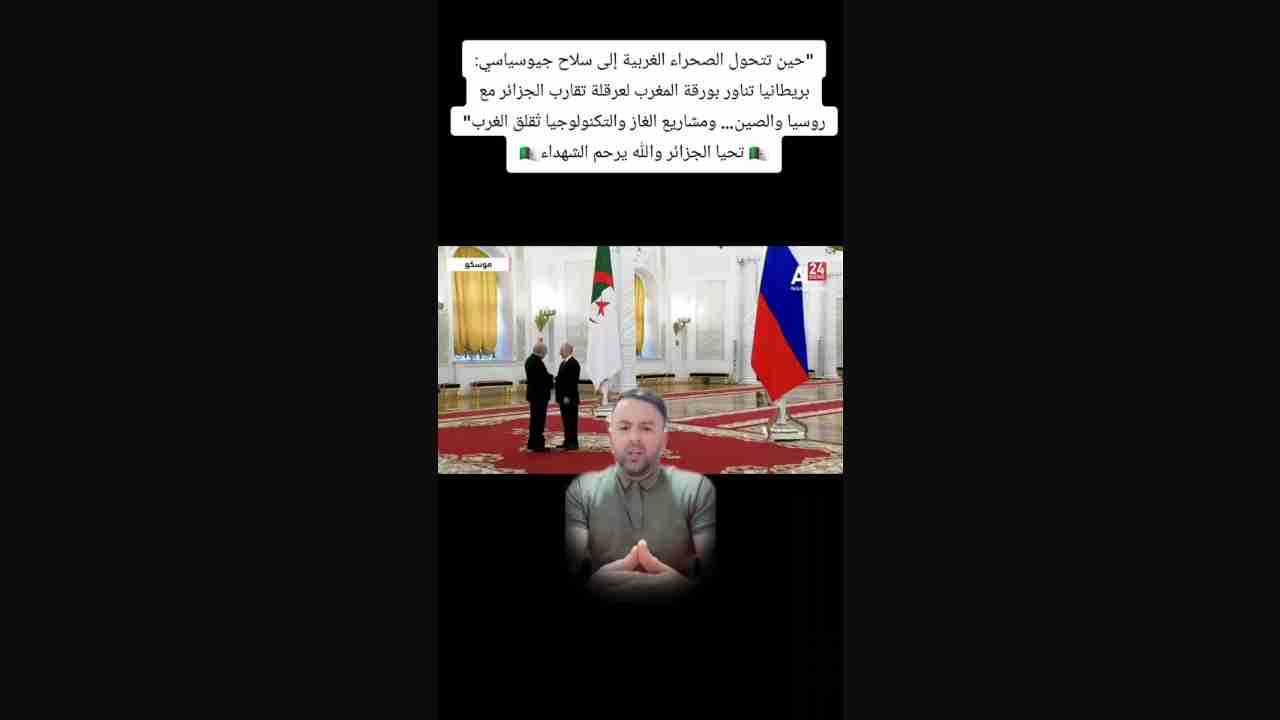 "حين تتحول الصحراء الغربية إلى سلاح جيوسياسي:
بريطانيا تناور بورقة المغرب لعرقلة تقارب الجزائر مع
روسيا والصين... ومشاريع الغاز والتكنولوجيا تُقلق الغرب"
🇩🇿 تحيا الجزائر والله يرحم الشهداء 🇩🇿
موسكو
24